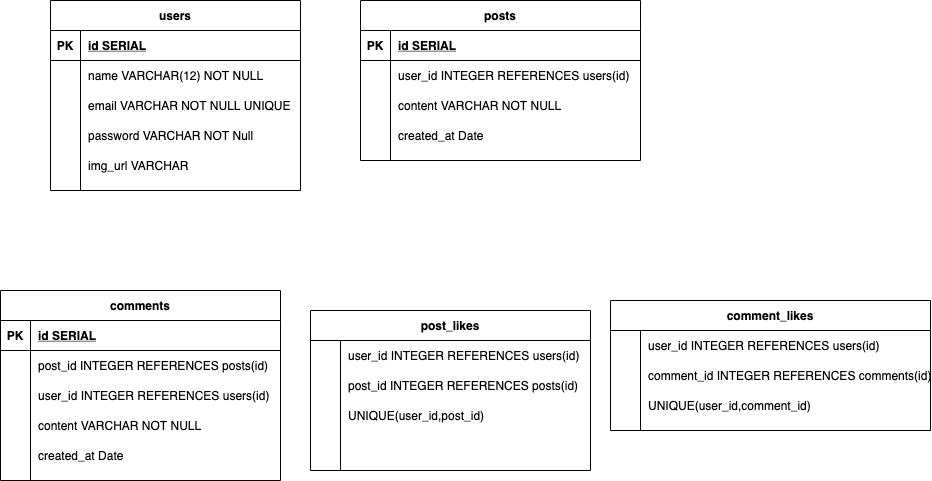 users
PK id SERIAL
name VARCHAR(12) NOT NULL
email VARCHAR NOT NULL UNIQUE
password VARCHAR NOT Null
img_url VARCHAR
posts
PK id SERIAL
user_id INTEGER REFERENCES users(id)
content VARCHAR NOT NULL
created_at Date
comments
PK id SERIAL
post_id INTEGER REFERENCES posts(id)
user_id INTEGER REFERENCES users(id)
content VARCHAR NOT NULL
created_at Date
post_likes
user_id INTEGER REFERENCES users(id)
post_id INTEGER REFERENCES posts(id)
UNIQUE(user_id,post_id)
comment_likes
user_id INTEGER REFERENCES users(id)
comment_id INTEGER REFERENCES comments(id)
UNIQUE(user_id,comment_id)